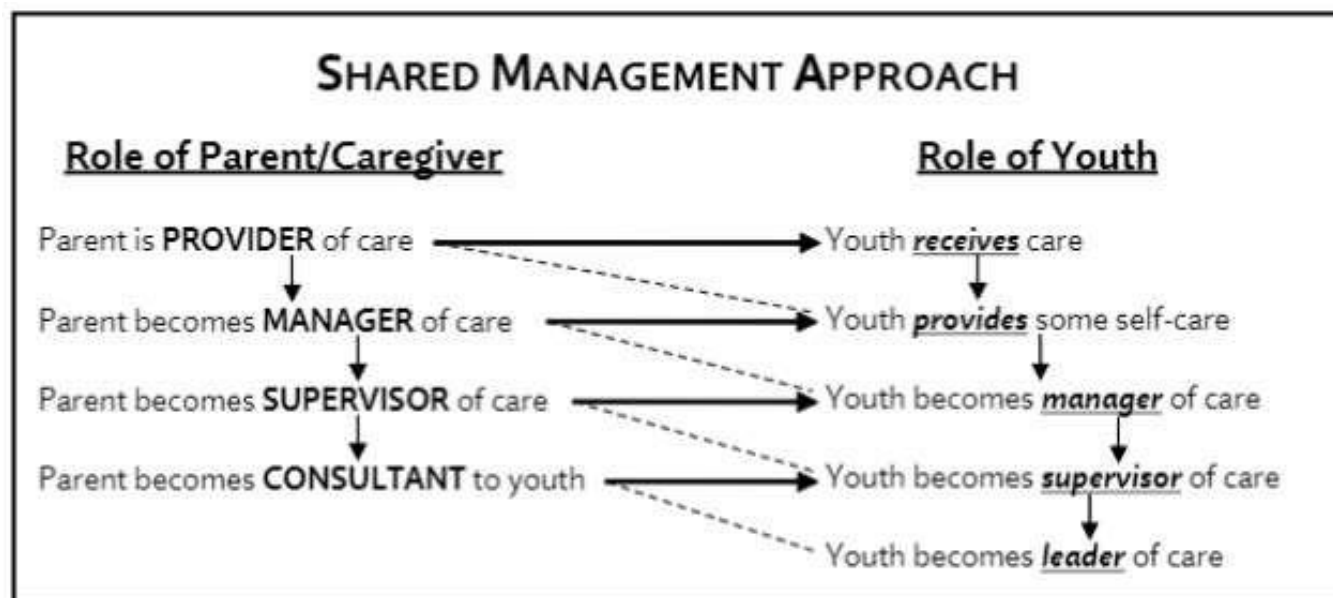 SHARED MANAGEMENT APPROACH
Role of Parent/Caregiver
Role of Youth
Parent is PROVIDER of care
Youth receives care
Parent becomes MANAGER of care
Youth provides some self-care
Parent becomes SUPERVISOR of care
Youth becomes manager of care
Parent becomes CONSULTANT to youth
Youth becomes supervisor of care
Youth becomes leader of care